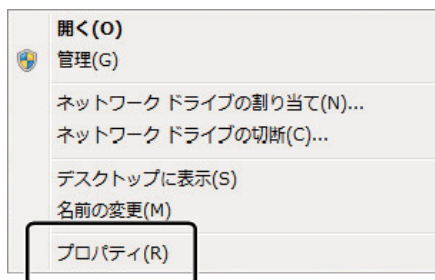 開く(O)
管理(G)
ネットワーク ドライブの割り当て(N)...
ネットワーク ドライブの切断(C)...
デスクトップに表示(S)
名前の変更(M)
プロパティ(R)